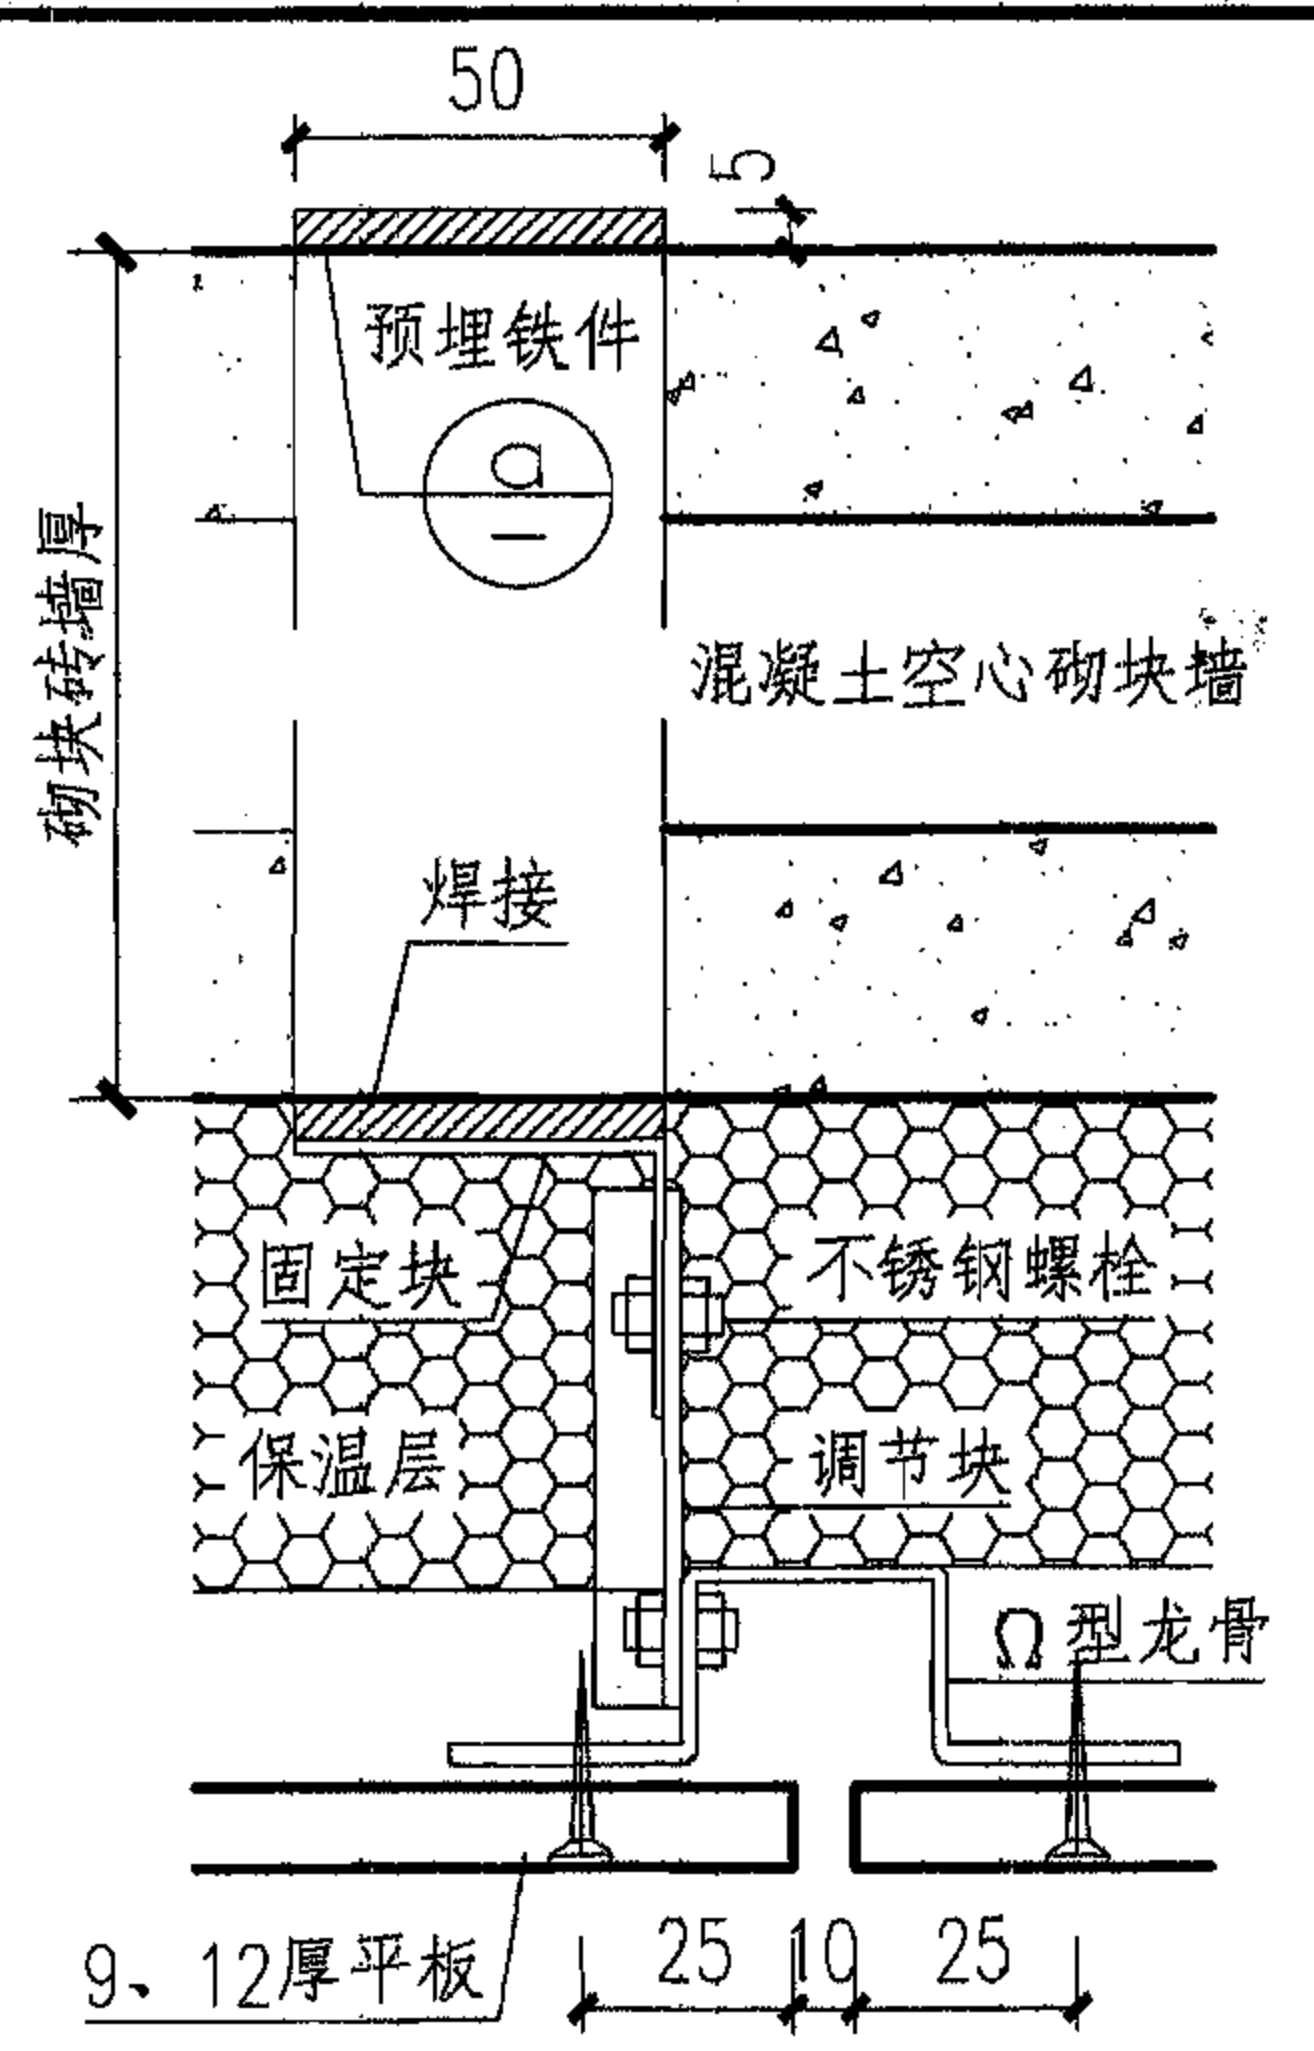 50
5
预埋铁件
a
1
砌块砖墙厚
混凝土空心砌块墙
焊接
固定块
不锈钢螺栓
保温层
调节块
Ω型龙骨
9、12厚平板
25
10
25